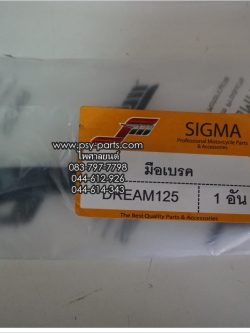 SIGMA
Professional Motorcycle Parts
& Accessories
www.psy-parts.com
ไพศาลยนต์
083-797-7798
044-612-926
044-614-343
มือเบรค
DREAM125 1 อัน
The Best Quality Parts & Accessories